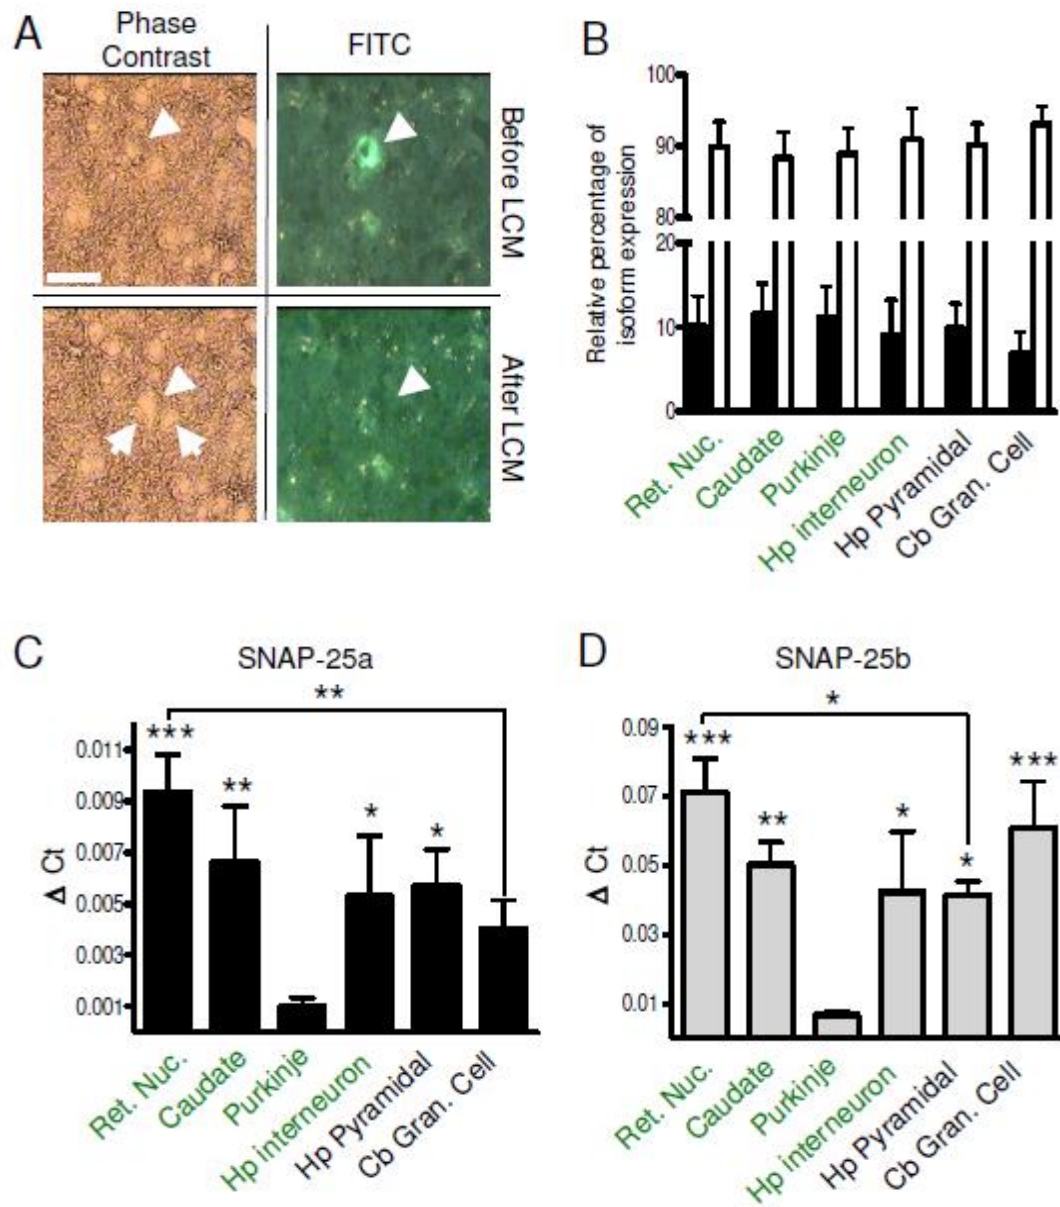 A
Phase
Contrast
FITC
Before LCM
After LCM
B
Relative percentage of
isoform expression
100
90
80
20
10
0
Ret. Nuc.
Caudate
Purkinje
Hp interneuron
Hp Pyramidal
Cb Gran. Cell
C
SNAP-25a
**
*** ** * *
Δ Ct
0.011
0.009
0.007
0.005
0.003
0.001
Ret. Nuc.
Caudate
Purkinje
Hp interneuron
Hp Pyramidal
Cb Gran. Cell
D
SNAP-25b
*
*** ** * * ***
Δ Ct
0.09
0.07
0.05
0.03
0.01
Ret. Nuc.
Caudate
Purkinje
Hp interneuron
Hp Pyramidal
Cb Gran. Cell